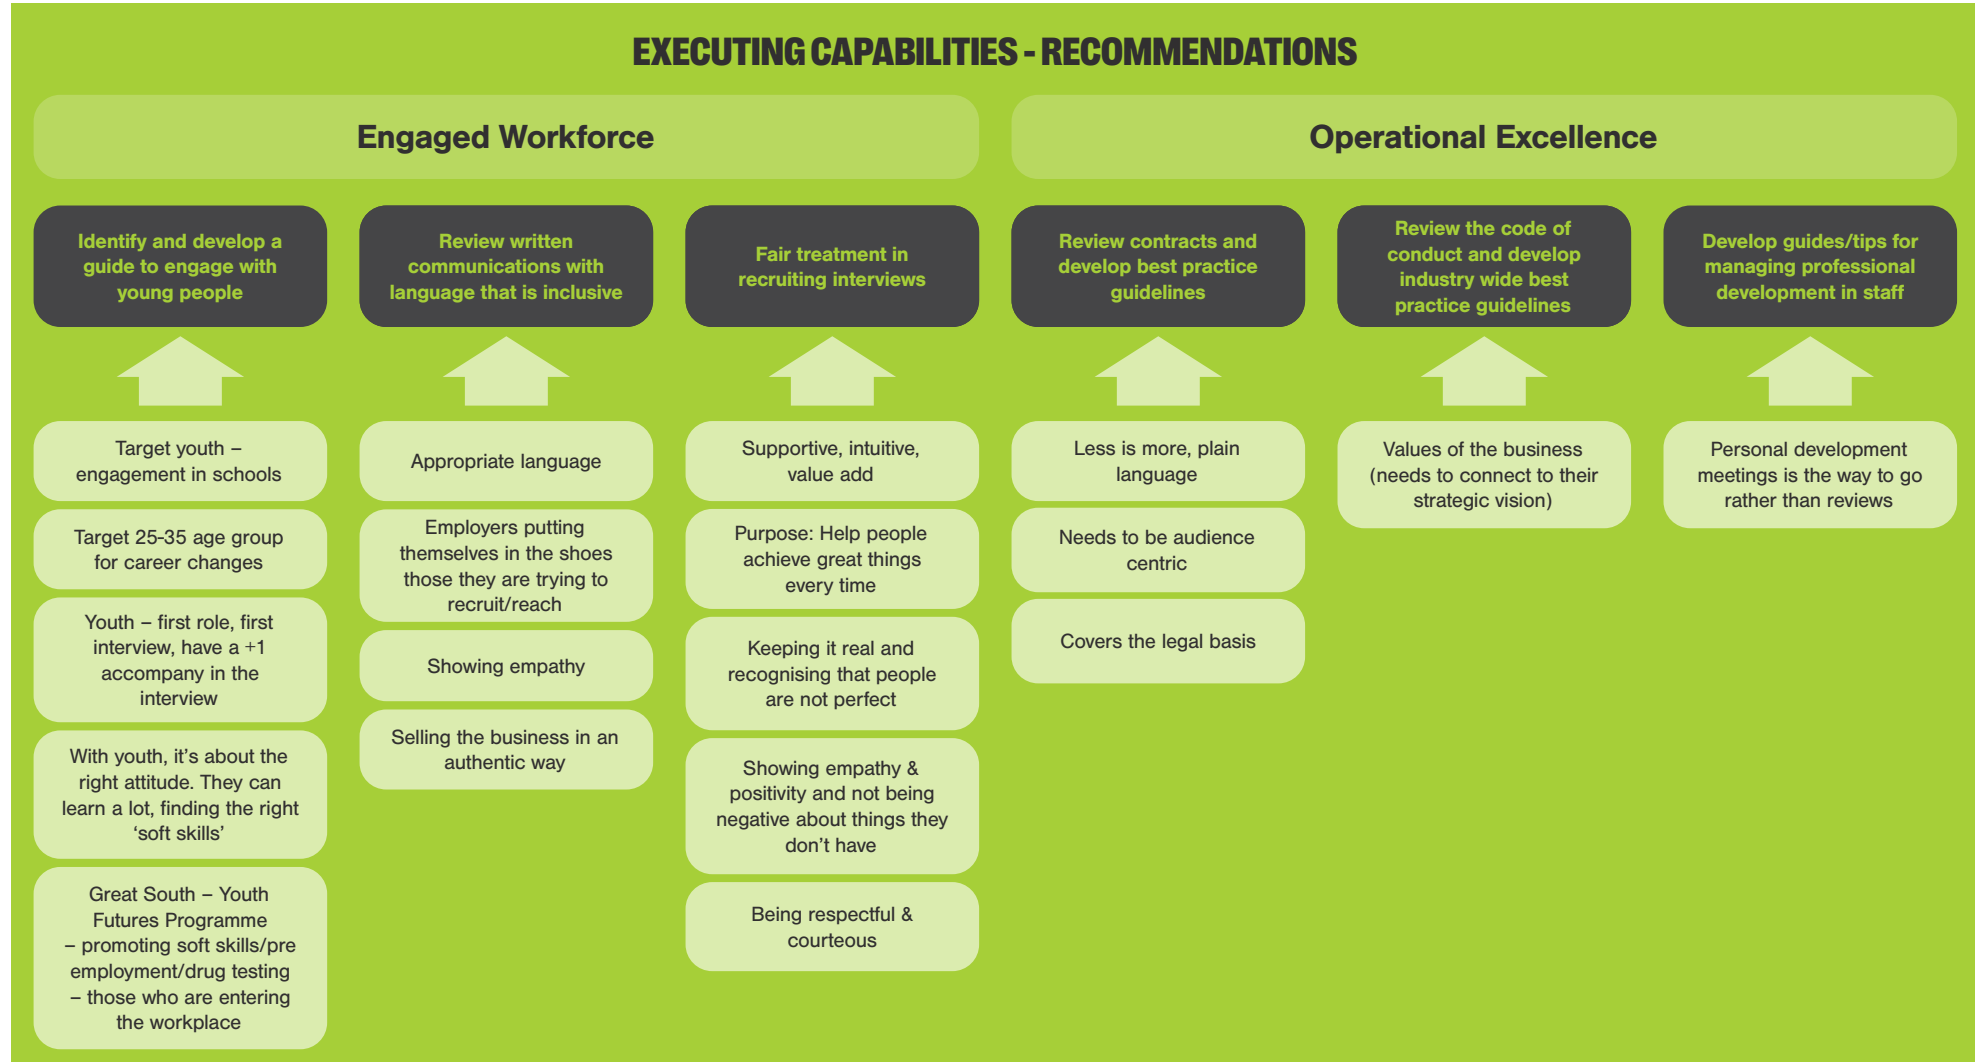 EXECUTING CAPABILITIES - RECOMMENDATIONS
Engaged Workforce
Operational Excellence
Identify and develop a
guide to engage with
young people
Review written
communications with
language that is inclusive
Fair treatment in
recruiting interviews
Review contracts and
develop best practice
guidelines
Review the code of
conduct and develop
industry wide best
practice guidelines
Develop guides/tips for
managing professional
development in staff
Target youth –
engagement in schools
Target 25-35 age group
for career changes
Youth – first role, first
interview, have a +1
accompany in the
interview
With youth, it's about the
right attitude. They can
learn a lot, finding the right
‘soft skills’
Great South – Youth
Futures Programme
– promoting soft skills/pre
employment/drug testing
– those who are entering
the workplace
Appropriate language
Employers putting
themselves in the shoes
those they are trying to
recruit/reach
Showing empathy
Selling the business in an
authentic way
Supportive, intuitive,
value add
Purpose: Help people
achieve great things
every time
Keeping it real and
recognising that people
are not perfect
Showing empathy &
positivity and not being
negative about things they
don't have
Being respectful &
courteous
Less is more, plain
language
Needs to be audience
centric
Covers the legal basis
Values of the business
(needs to connect to their
strategic vision)
Personal development
meetings is the way to go
rather than reviews